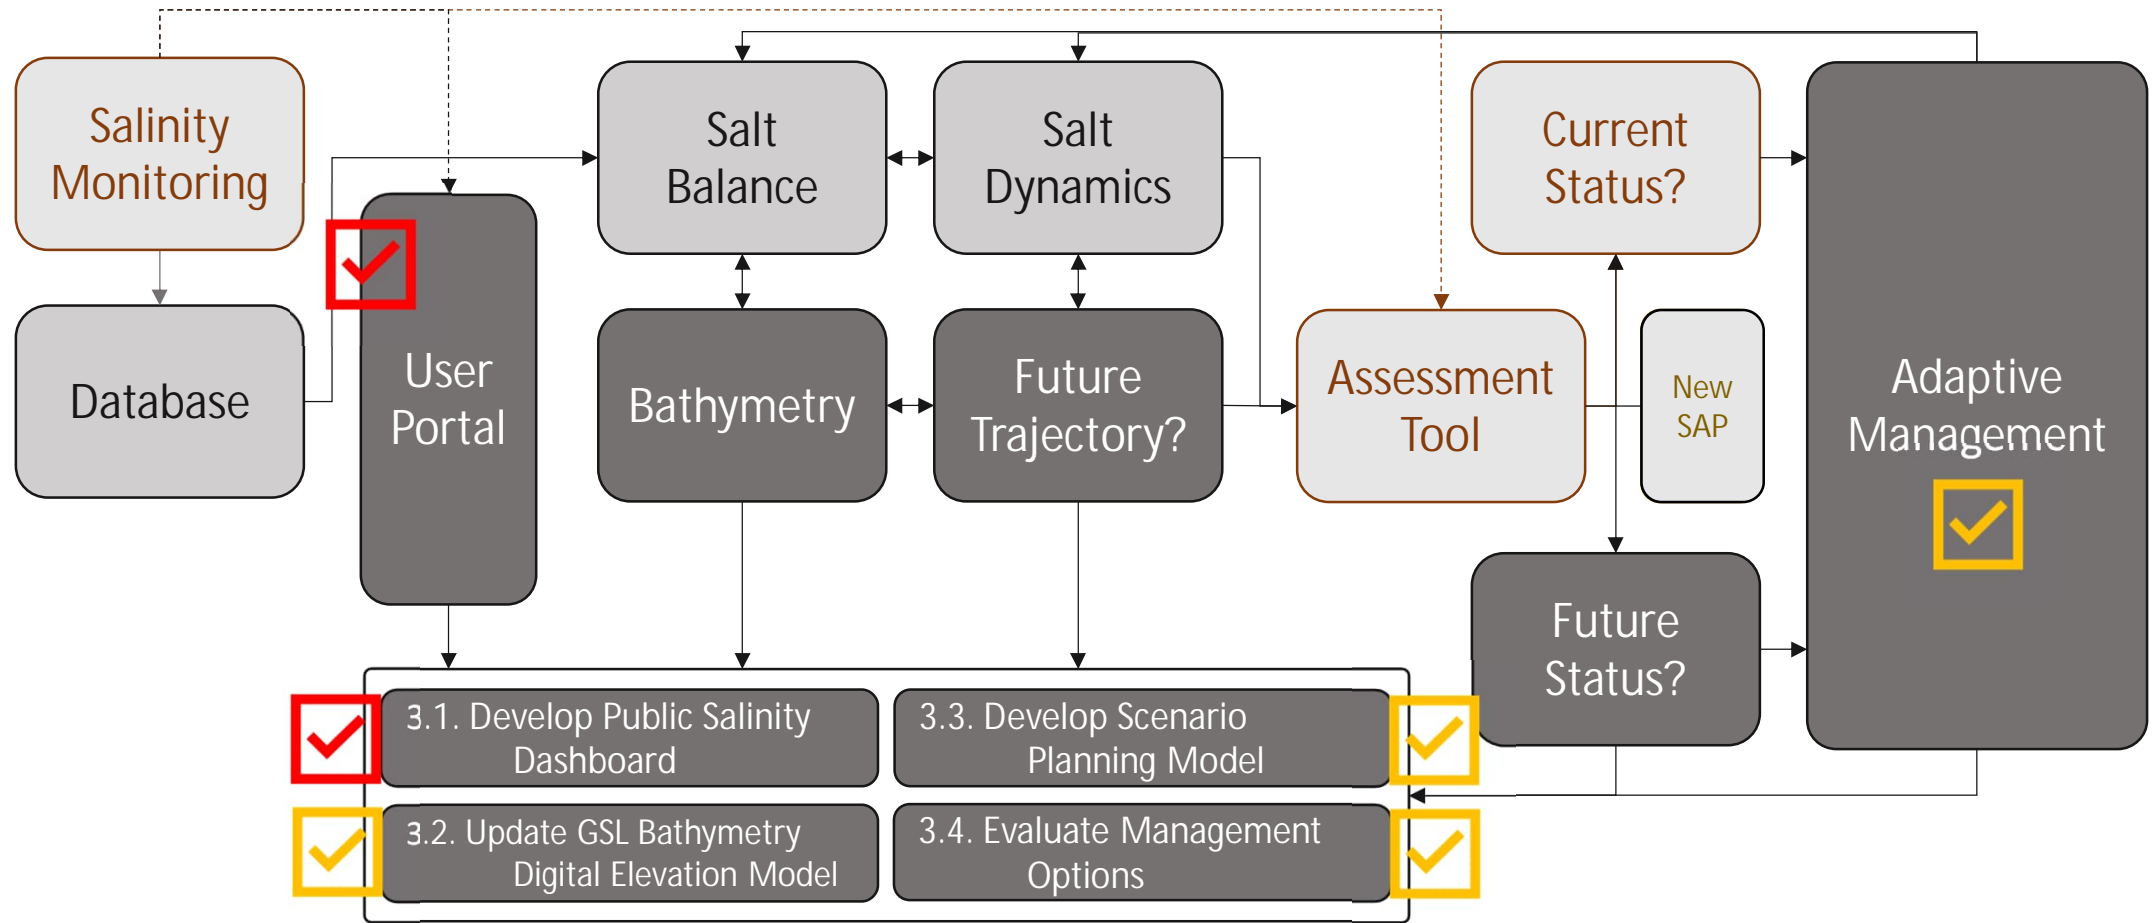 Salinity
Monitoring
Database
User
Portal
Salt
Balance
Salt
Dynamics
Bathymetry
Future
Trajectory?
Assessment
Tool
Current
Status?
New
SAP
Future
Status?
Adaptive
Management
3.1. Develop Public Salinity
Dashboard
3.2. Update GSL Bathymetry
Digital Elevation Model
3.3. Develop Scenario
Planning Model
3.4. Evaluate Management
Options